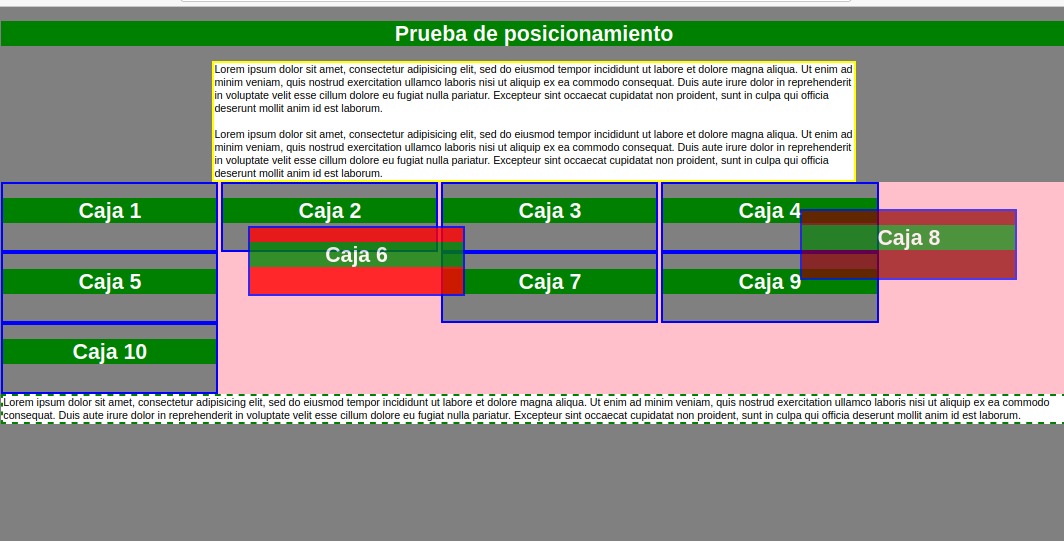 Prueba de posicionamiento
Lorem ipsum dolor sit amet, consectetur adipisicing elit, sed do eiusmod tempor incididunt ut labore et dolore magna aliqua. Ut enim ad
minim veniam, quis nostrud exercitation ullamco laboris nisi ut aliquip ex ea commodo consequat. Duis aute irure dolor in reprehenderit
in voluptate velit esse cillum dolore eu fugiat nulla pariatur. Excepteur sint occaecat cupidatat non proident, sunt in culpa qui officia
deserunt mollit anim id est laborum.
Lorem ipsum dolor sit amet, consectetur adipisicing elit, sed do eiusmod tempor incididunt ut labore et dolore magna aliqua. Ut enim ad
minim veniam, quis nostrud exercitation ullamco laboris nisi ut aliquip ex ea commodo consequat. Duis aute irure dolor in reprehenderit
in voluptate velit esse cillum dolore eu fugiat nulla pariatur. Excepteur sint occaecat cupidatat non proident, sunt in culpa qui officia
deserunt mollit anim id est laborum.
Caja 1
Caja 2
Caja 3
Caja 4
Caja 8
Caja 6
Caja 5
Caja 7
Caja 9
Caja 10
Lorem ipsum dolor sit amet, consectetur adipisicing elit, sed do eiusmod tempor incididunt ut labore et dolore magna aliqua. Ut enim ad minim veniam, quis nostrud exercitation ullamco laboris nisi ut aliquip ex ea commodo
consequat. Duis aute irure dolor in reprehenderit in voluptate velit esse cillum dolore eu fugiat nulla pariatur. Excepteur sint occaecat cupidatat non proident, sunt in culpa qui officia deserunt mollit anim id est laborum.